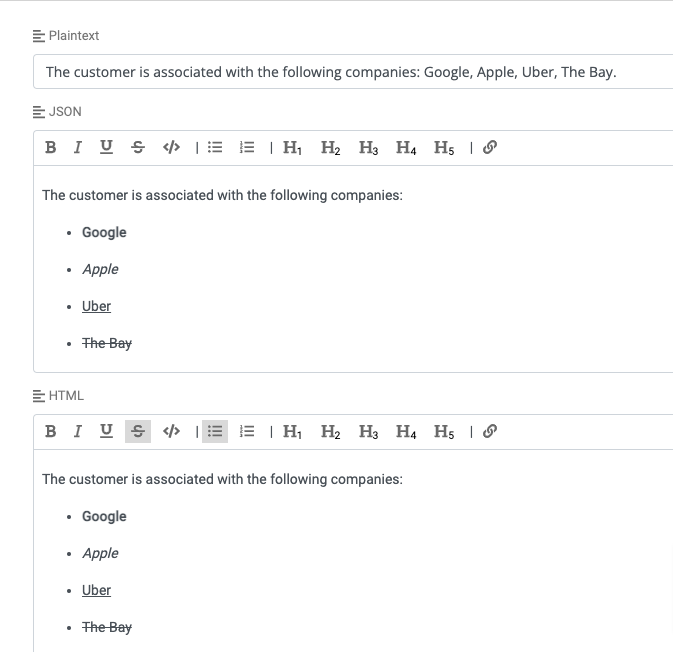 Plaintext
The customer is associated with the following companies: Google, Apple, Uber, The Bay.
JSON
B I U S </> | | H1 H2 H3 H4 H5 |
The customer is associated with the following companies:
• Google
• Apple
• Uber
• The Bay
HTML
B I U S </> | | H1 H2 H3 H4 H5 |
The customer is associated with the following companies:
• Google
• Apple
• Uber
• The Bay